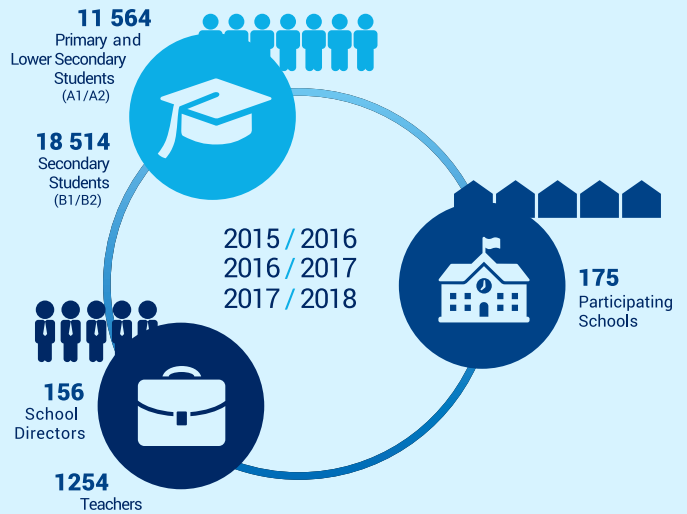 11 564
Primary and
Lower Secondary
Students
(A1/A2)
18 514
Secondary
Students
(B1/B2)
2015 / 2016
2016 / 2017
2017 / 2018
175
Participating
Schools
156
School
Directors
1254
Teachers